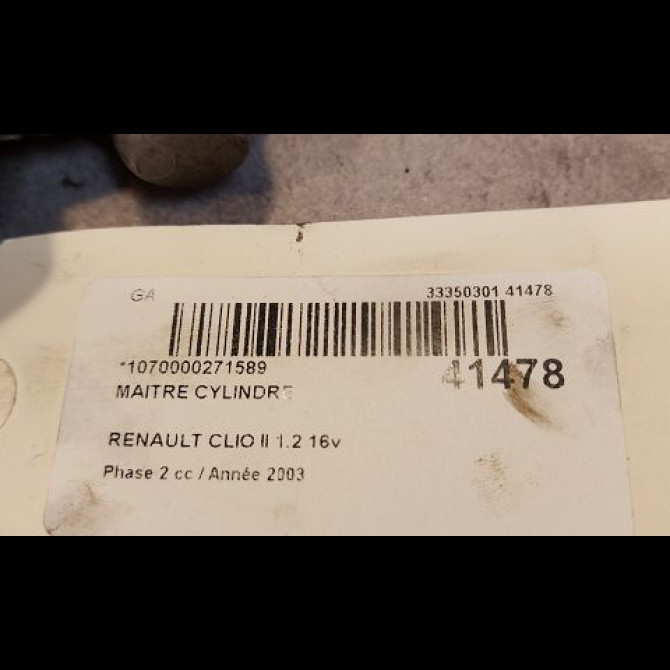 GA 33350301 41478
*1070000271589 41478
MAITRE CYLINDRE
RENAULT CLIO II 1.2 16v
Phase 2 cc / Année 2003